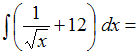 ∫(1/√x + 12) dx =